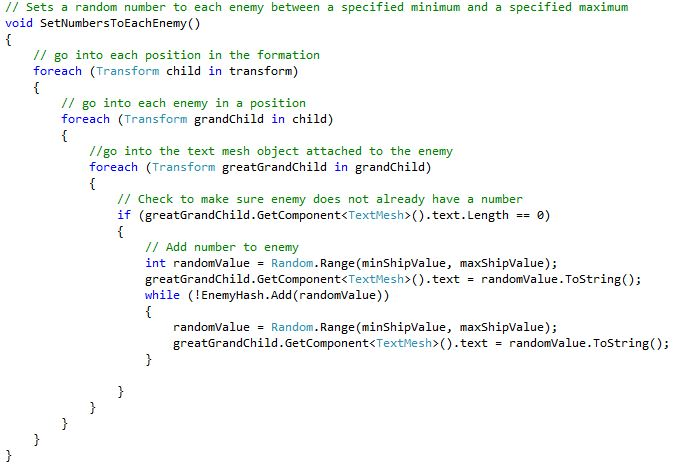 // Sets a random number to each enemy between a specified minimum and a specified maximum
void SetNumbersToEachEnemy()
{
    // go into each position in the formation
    foreach (Transform child in transform)
    {
        // go into each enemy in a position
        foreach (Transform grandChild in child)
        {
            //go into the text mesh object attached to the enemy
            foreach (Transform greatGrandChild in grandChild)
            {
                // Check to make sure enemy does not already have a number
                if (greatGrandChild.GetComponent<TextMesh>().text.Length == 0)
                {
                    // Add number to enemy
                    int randomValue = Random.Range(minShipValue, maxShipValue);
                    greatGrandChild.GetComponent<TextMesh>().text = randomValue.ToString();
                    while (!EnemyHash.Add(randomValue))
                    {
                        randomValue = Random.Range(minShipValue, maxShipValue);
                        greatGrandChild.GetComponent<TextMesh>().text = randomValue.ToString();
                    }

                }
            }
        }
    }
}